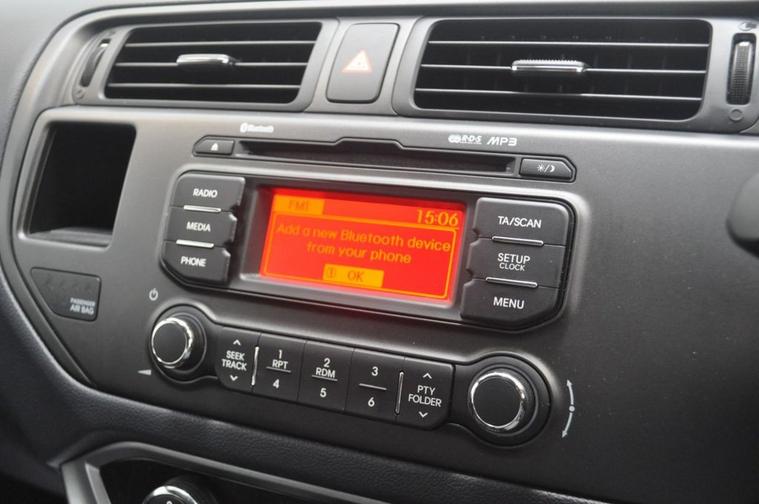 Bluetooth
R·D·S MP3
RADIO
MEDIA
PHONE
FM1
15:06
Add a new Bluetooth device
from your phone
1 OK
TA/SCAN
SETUP
CLOCK
MENU
PASSENGER
AIR BAG
SEEK
TRACK
1
RPT
4
2
RDM
5
3
6
PTY
FOLDER